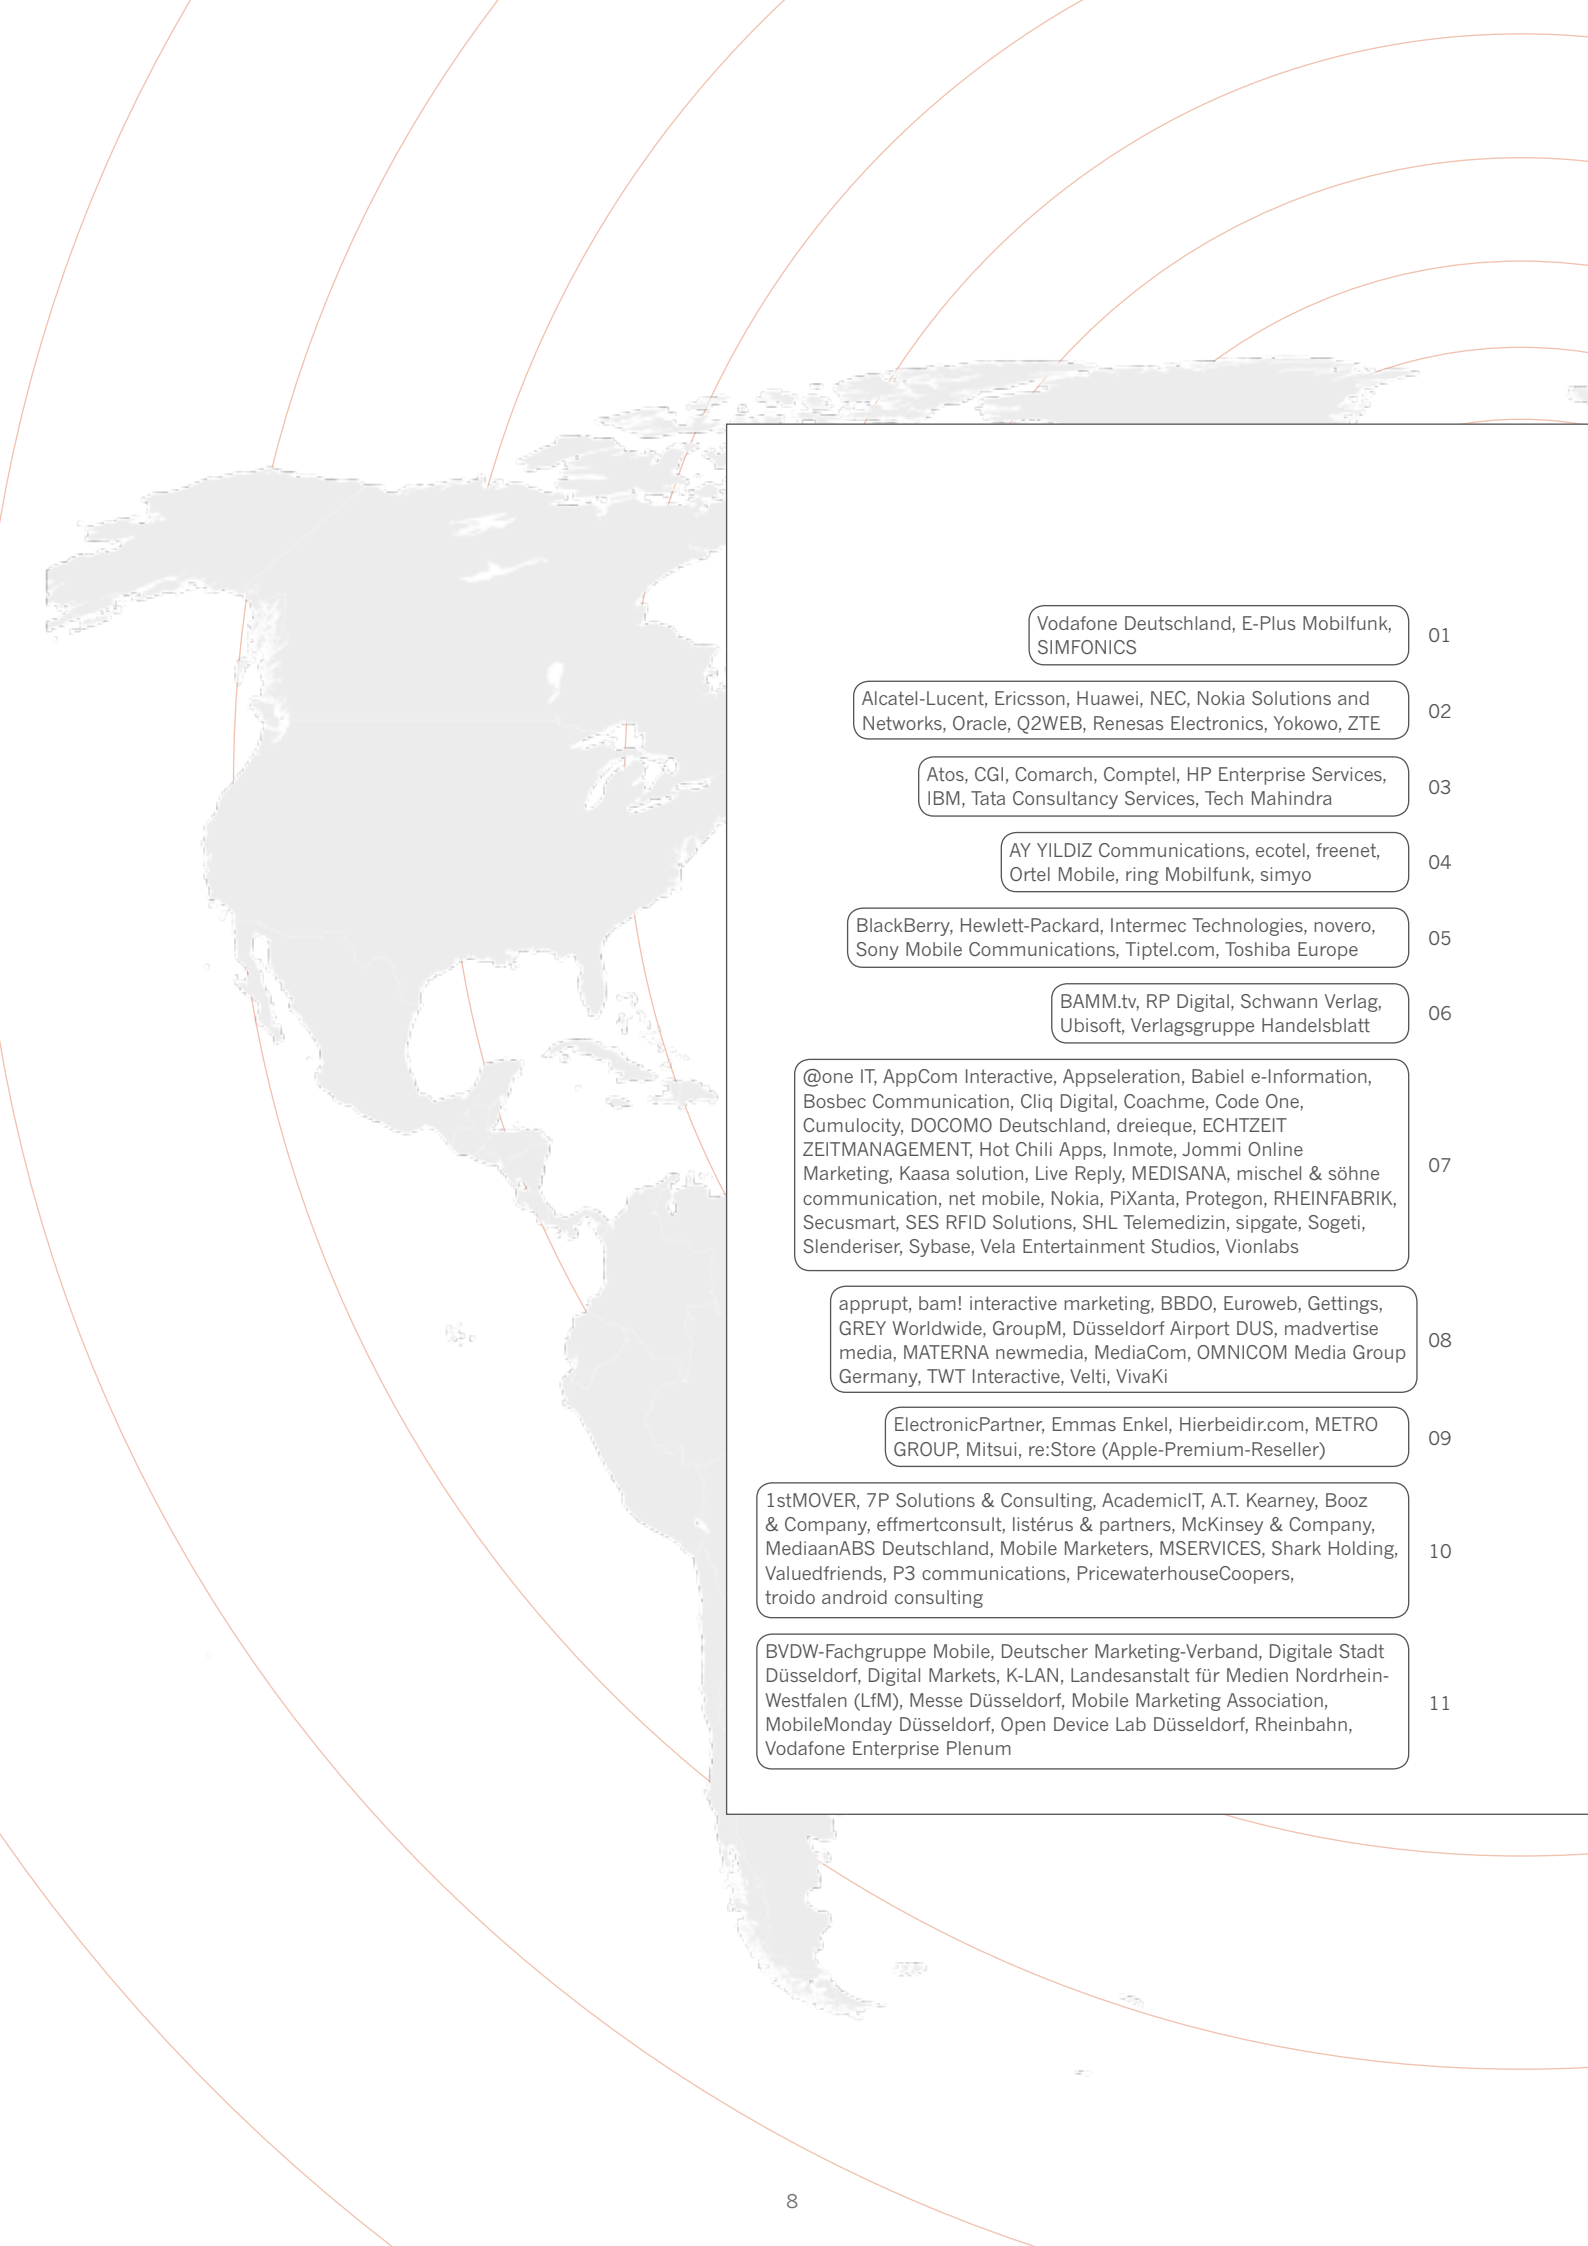 Vodafone Deutschland, E-Plus Mobilfunk,
SIMFONICS
01
Alcatel-Lucent, Ericsson, Huawei, NEC, Nokia Solutions and
Networks, Oracle, Q2WEB, Renesas Electronics, Yokowo, ZTE
02
Atos, CGI, Comarch, Comptel, HP Enterprise Services,
IBM, Tata Consultancy Services, Tech Mahindra
03
AY YILDIZ Communications, ecotel, freenet,
Ortel Mobile, ring Mobilfunk, simyo
04
BlackBerry, Hewlett-Packard, Intermec Technologies, novero,
Sony Mobile Communications, Tiptel.com, Toshiba Europe
05
BAMM.tv, RP Digital, Schwann Verlag,
Ubisoft, Verlagsgruppe Handelsblatt
06
@one IT, AppCom Interactive, Appseleration, Babiel e-Information,
Bosbec Communication, Cliq Digital, Coachme, Code One,
Cumulocity, DOCOMO Deutschland, dreieque, ECHTZEIT
ZEITMANAGEMENT, Hot Chili Apps, Inmote, Jommi Online
Marketing, Kaasa solution, Live Reply, MEDISANA, mischel & söhne
communication, net mobile, Nokia, PiXanta, Protegon, RHEINFABRIK,
Secusmart, SES RFID Solutions, SHL Telemedizin, sipgate, Sogeti,
Slenderiser, Sybase, Vela Entertainment Studios, Vionlabs
07
apprupt, bam! interactive marketing, BBDO, Euroweb, Gettings,
GREY Worldwide, GroupM, Düsseldorf Airport DUS, madvertise
media, MATERNA newmedia, MediaCom, OMNICOM Media Group
Germany, TWT Interactive, Velti, VivaKi
08
ElectronicPartner, Emmas Enkel, Hierbeidir.com, METRO
GROUP, Mitsui, re:Store (Apple-Premium-Reseller)
09
1stMOVER, 7P Solutions & Consulting, AcademicIT, A.T. Kearney, Booz
& Company, effmertconsult, listérus & partners, McKinsey & Company,
MediaanABS Deutschland, Mobile Marketers, MSERVICES, Shark Holding,
Valuedfriends, P3 communications, PricewaterhouseCoopers,
troido android consulting
10
BVDW-Fachgruppe Mobile, Deutscher Marketing-Verband, Digitale Stadt
Düsseldorf, Digital Markets, K-LAN, Landesanstalt für Medien Nordrhein-
Westfalen (LfM), Messe Düsseldorf, Mobile Marketing Association,
MobileMonday Düsseldorf, Open Device Lab Düsseldorf, Rheinbahn,
Vodafone Enterprise Plenum
11
8